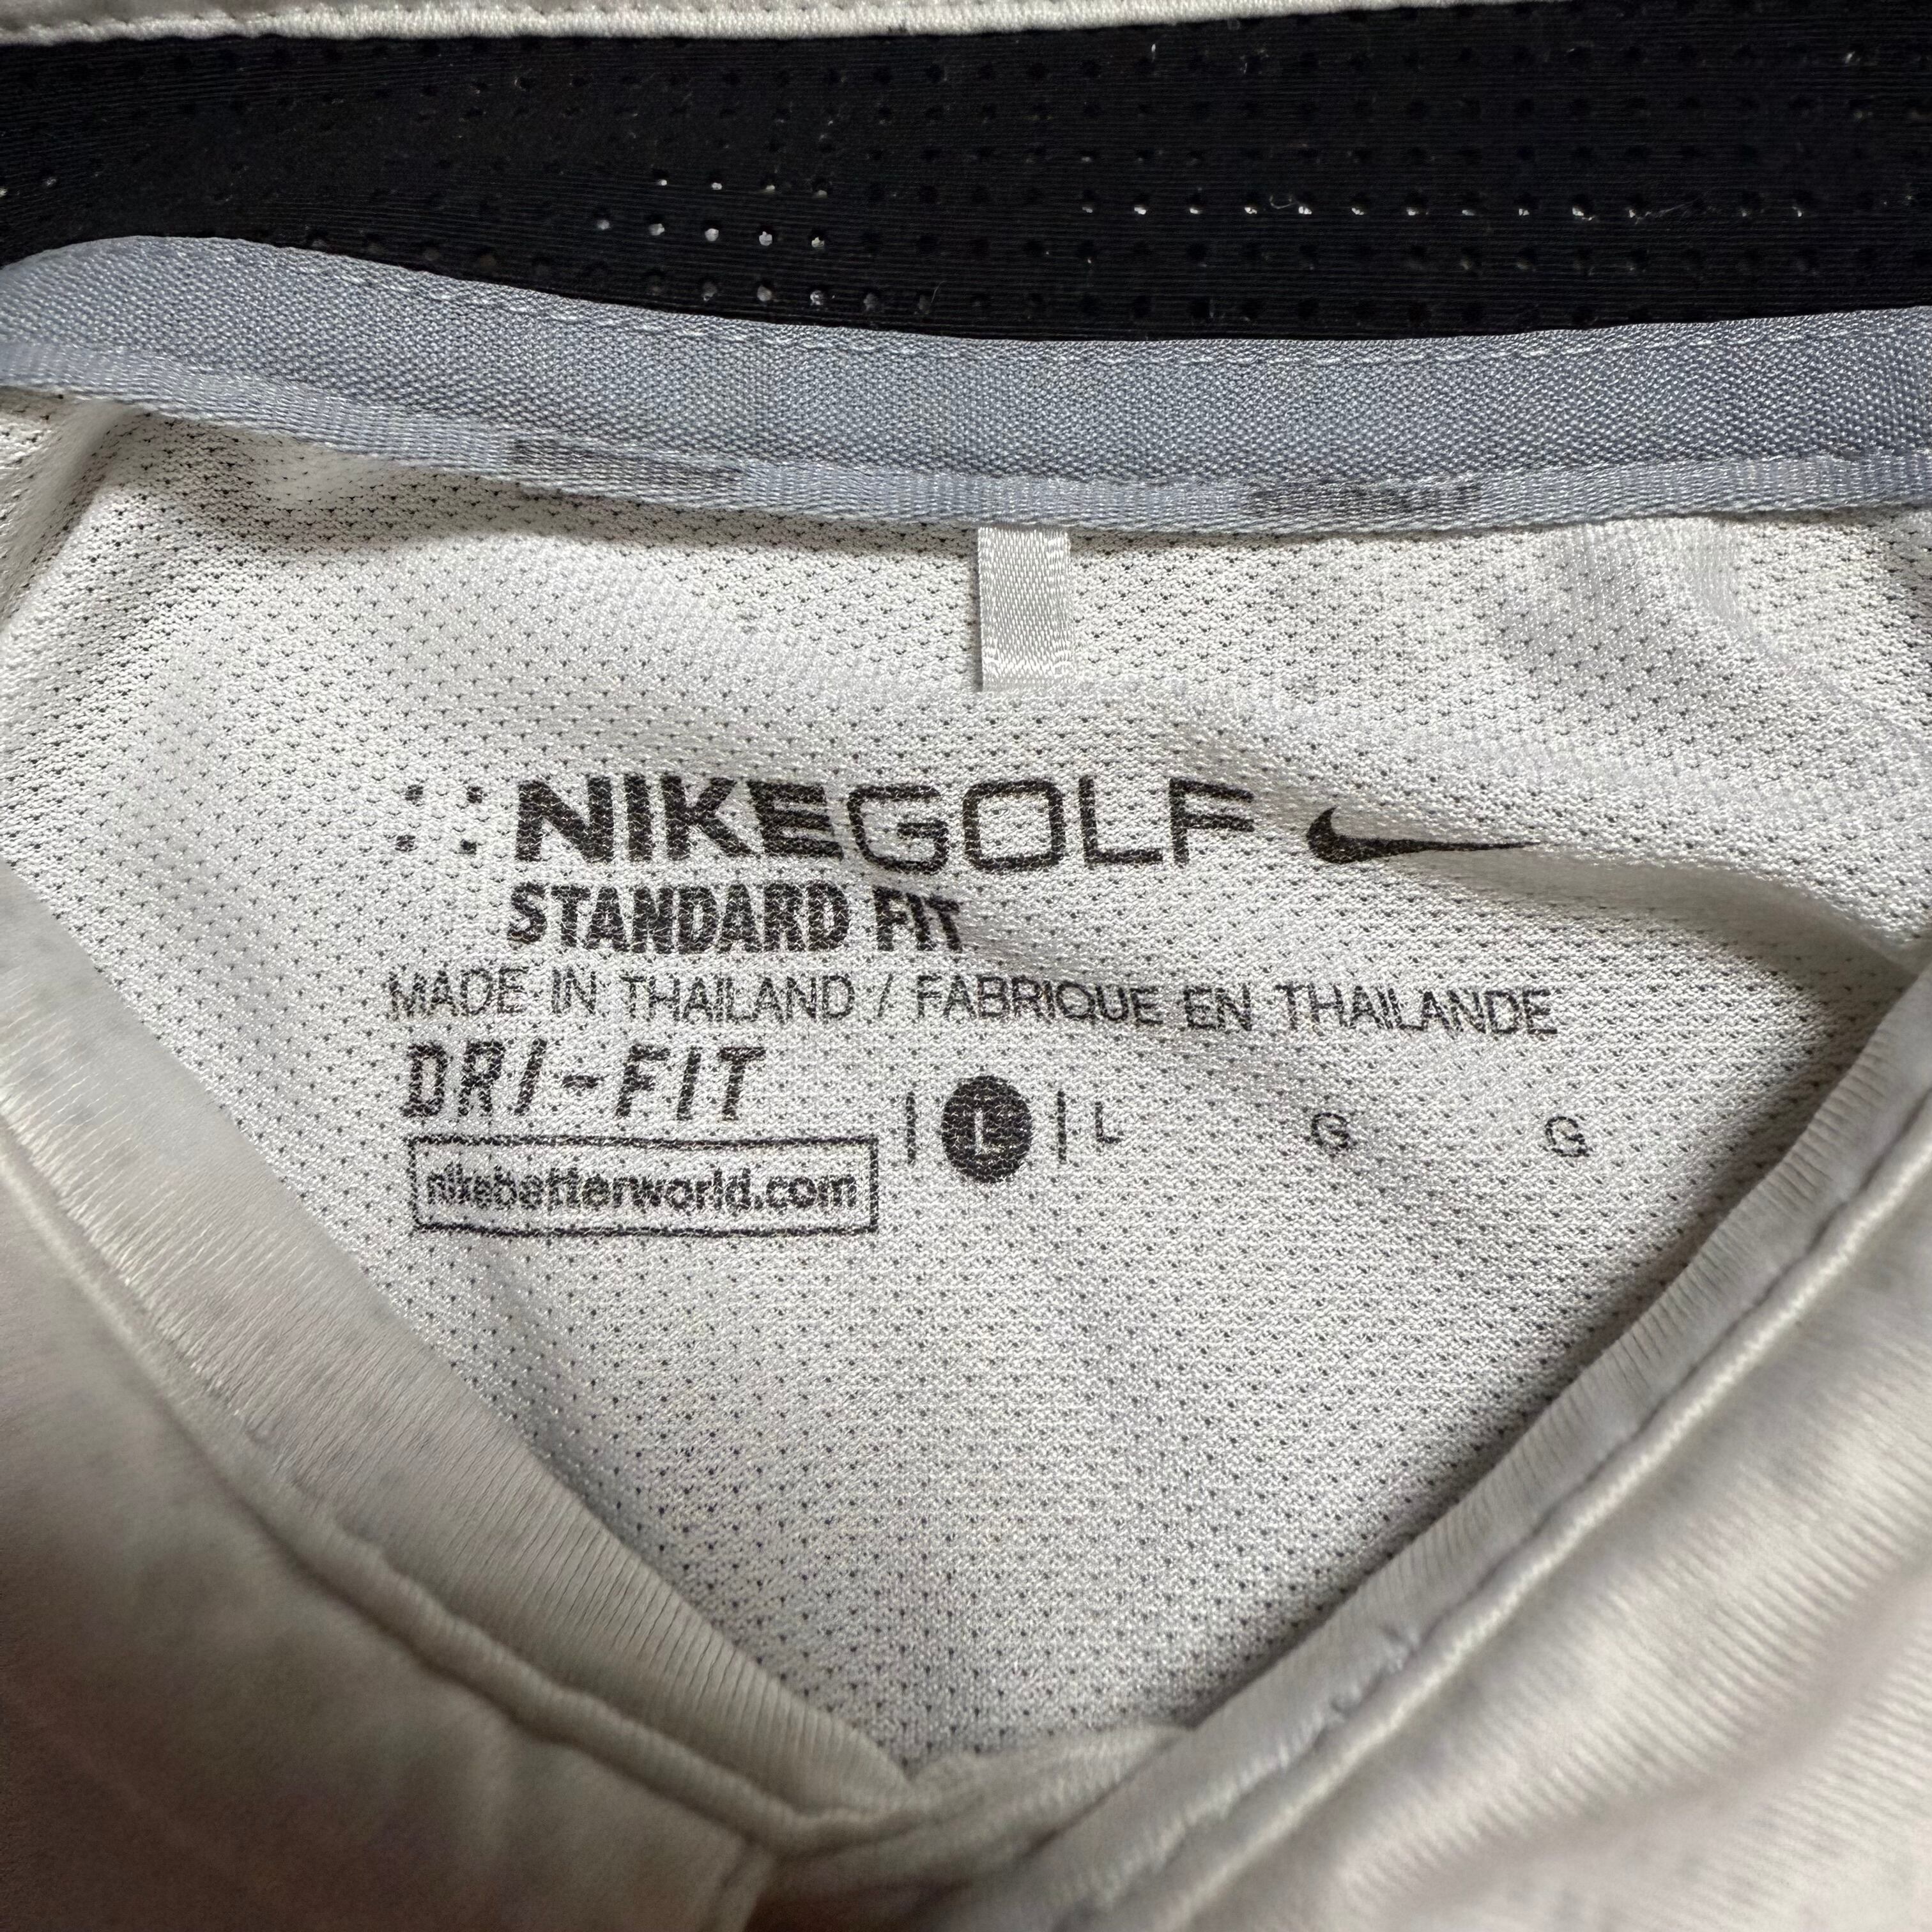 NIKEGOLF
STANDARD FIT
MADE IN THAILAND / FABRIQUE EN THAILANDE
DRI-FIT
nikebetterworld.com
| L | L G G